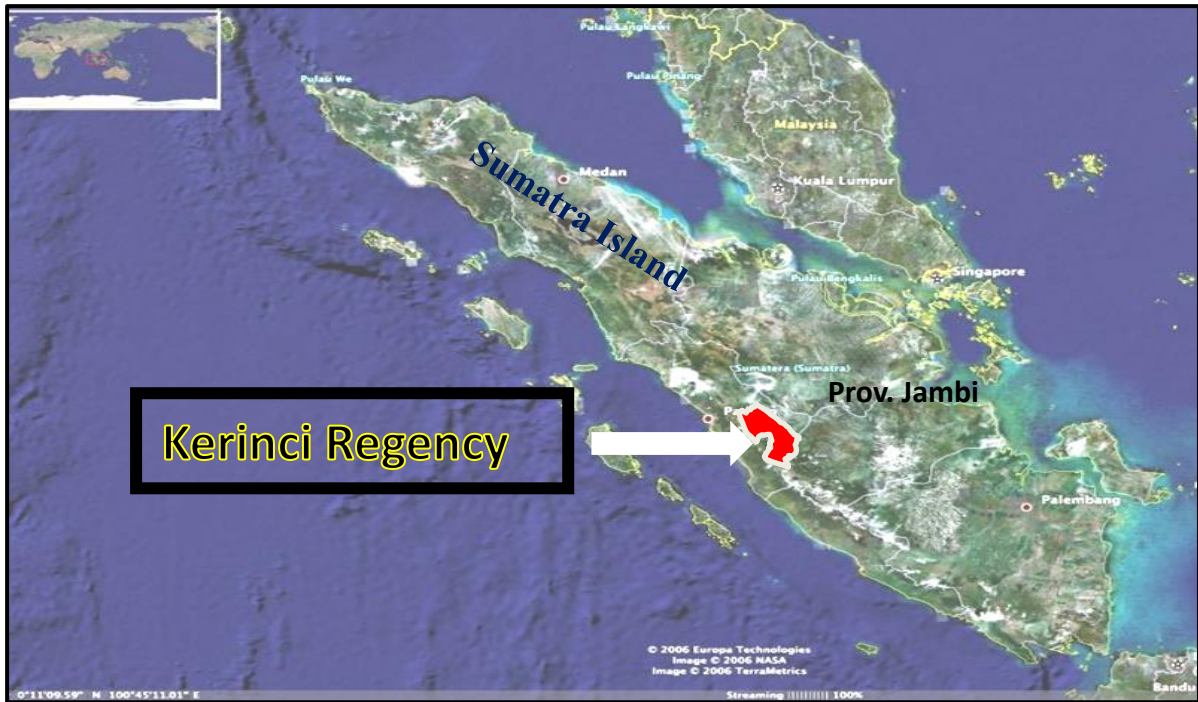 Pulau Langkawi
Pulau We
Pulau Pinang
Malaysia
Sumatra Island
Medan
Kuala Lumpur
Pulau Bengkalis
Singapore
Sumatera (Sumatra)
Prov. Jambi
Kerinci Regency
Palembang
© 2006 Europa Technologies
Image © 2006 NASA
Image © 2006 TerraMetrics
Bandu
0°11'09.59" N 100°45'11.01" E
Streaming |||||||||| 100%